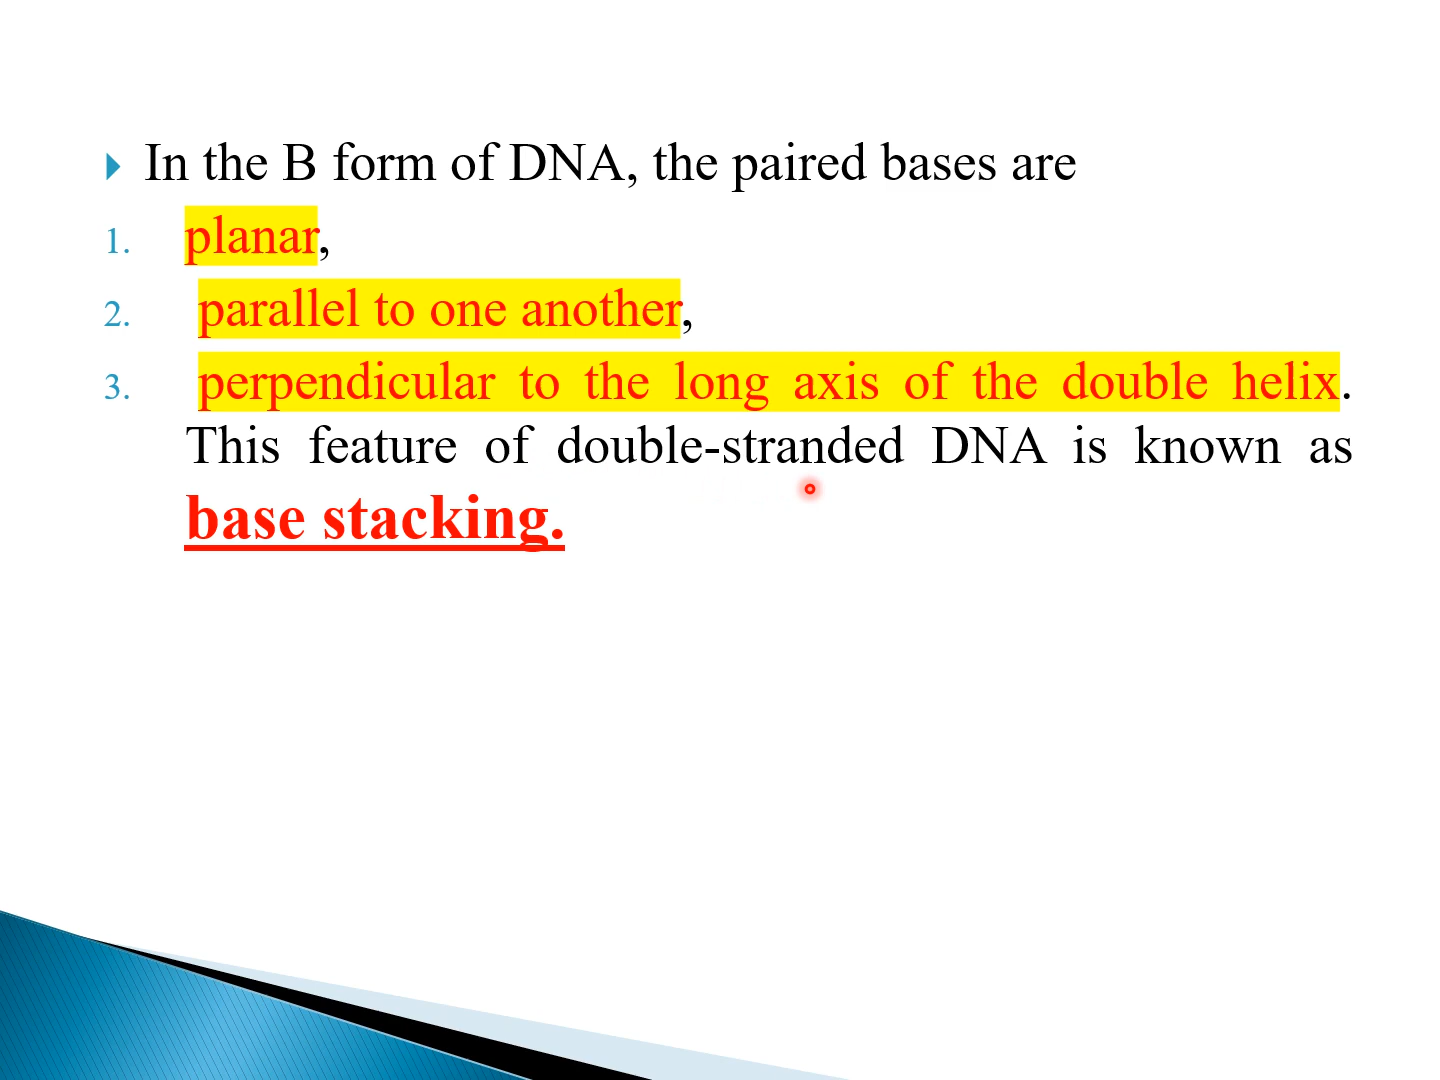 In the B form of DNA, the paired bases are
1. planar,
2. parallel to one another,
3. perpendicular to the long axis of the double helix.
This feature of double-stranded DNA is known as
base stacking.